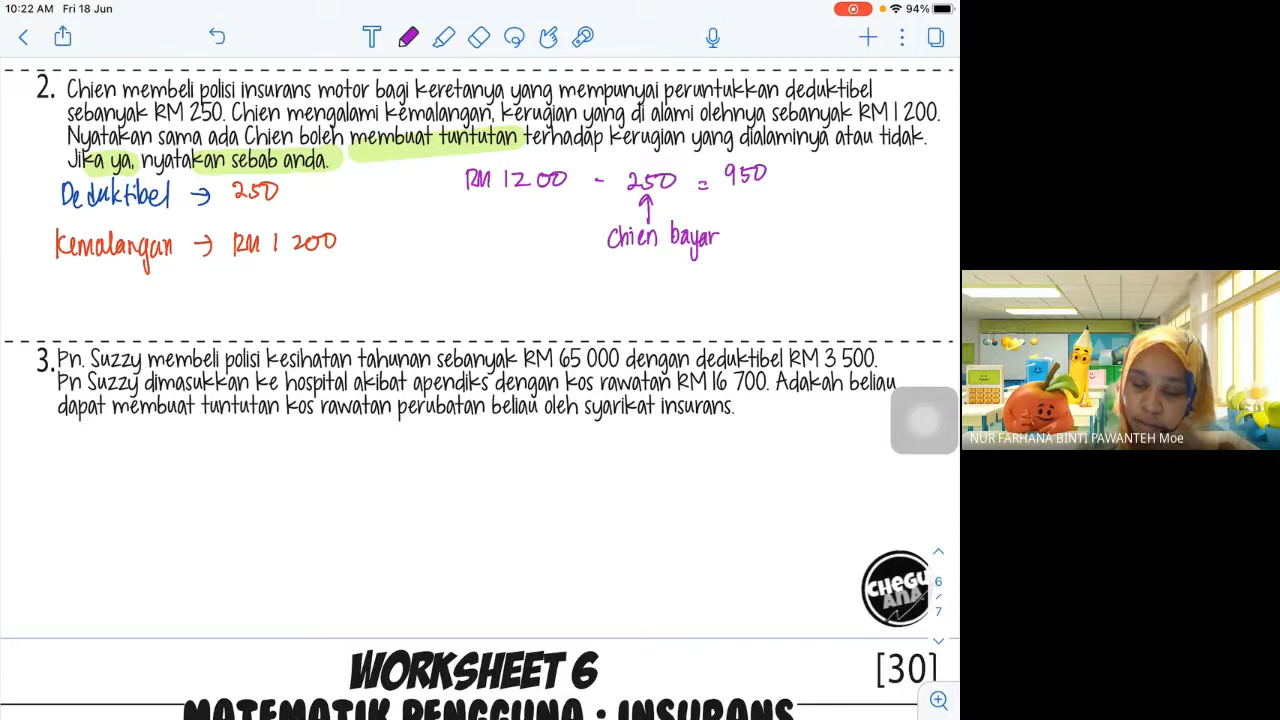 10:22 AM Fri 18 Jun
94%
2. Chien membeli polisi insurans motor bagi keretanya yang mempunyai peruntukkan deduktibel
sebanyak RM 250. Chien mengalami kemalangan, kerugian yang di alami olehnya sebanyak RM 1 200.
Nyatakan sama ada Chien boleh membuat tuntutan terhadap kerugian yang dialaminya atau tidak.
Jika ya, nyatakan sebab anda.
RM 1200 - 250 = 950
Deduktibel → 250
Chien bayar
Kemalangan → RM 1 200
3. Pn. Suzzy membeli polisi kesihatan tahunan sebanyak RM 65 000 dengan deduktibel RM 3 500.
Pn Suzzy dimasukkan ke hospital akibat apendiks dengan kos rawatan RM 16 700. Adakah beliau
dapat membuat tuntutan kos rawatan perubatan beliau oleh syarikat insurans.
NUR FARHANA BINTI PAWANTEH Moe
CHEGU
ANA
6
/
7
WORKSHEET 6
[30]
MATEMATIK PENGGUNA : INSURANS